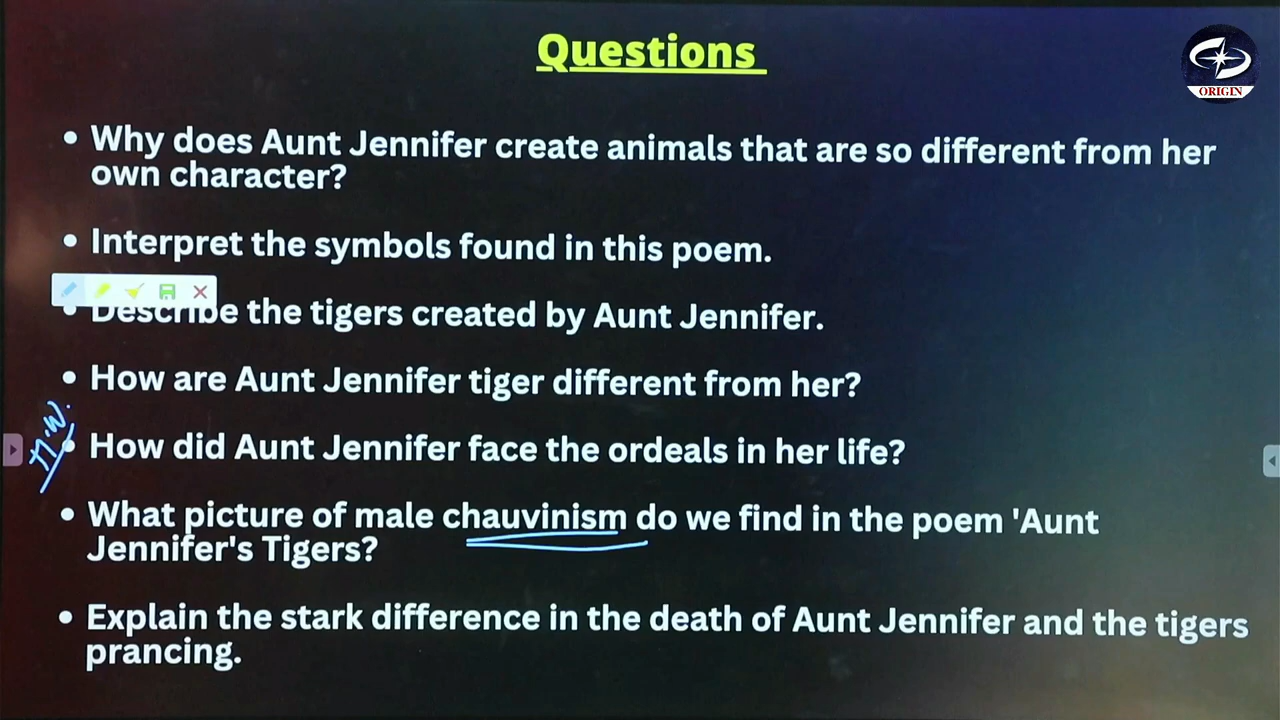 Questions
ORIGIN
• Why does Aunt Jennifer create animals that are so different from her
own character?
• Interpret the symbols found in this poem.
• Describe the tigers created by Aunt Jennifer.
• How are Aunt Jennifer tiger different from her?
H.W.
• How did Aunt Jennifer face the ordeals in her life?
• What picture of male chauvinism do we find in the poem 'Aunt
Jennifer's Tigers?
• Explain the stark difference in the death of Aunt Jennifer and the tigers
prancing.